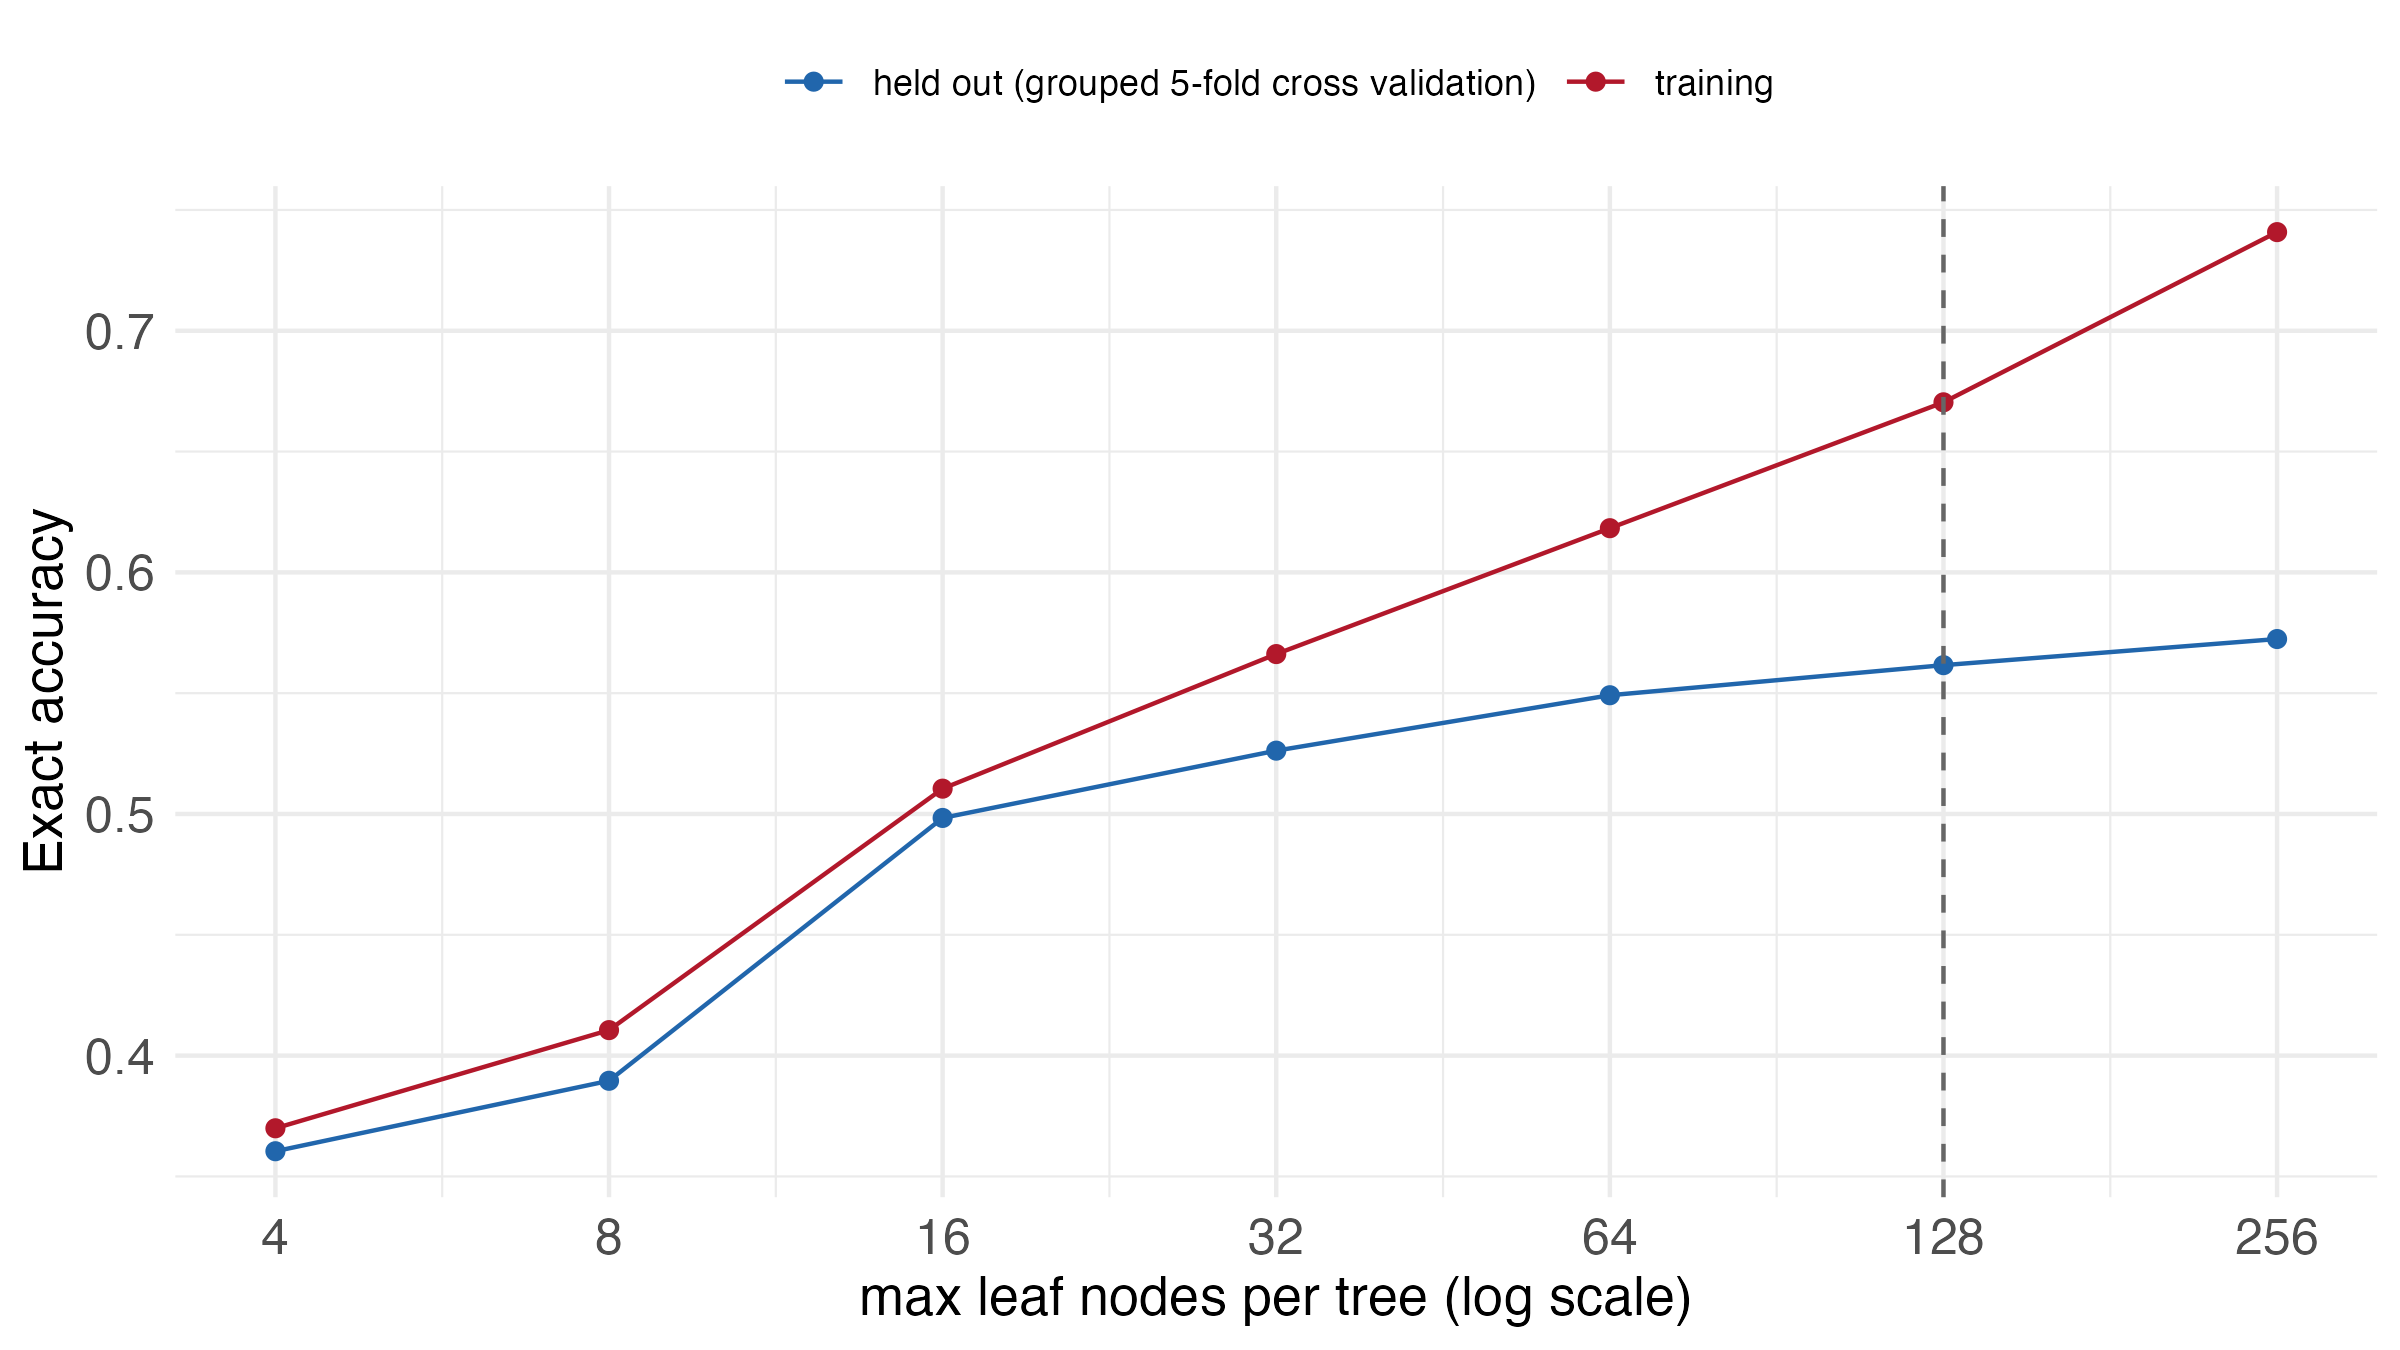 held out (grouped 5-fold cross validation) training
Exact accuracy
0.7
0.6
0.5
0.4
4 8 16 32 64 128 256
max leaf nodes per tree (log scale)